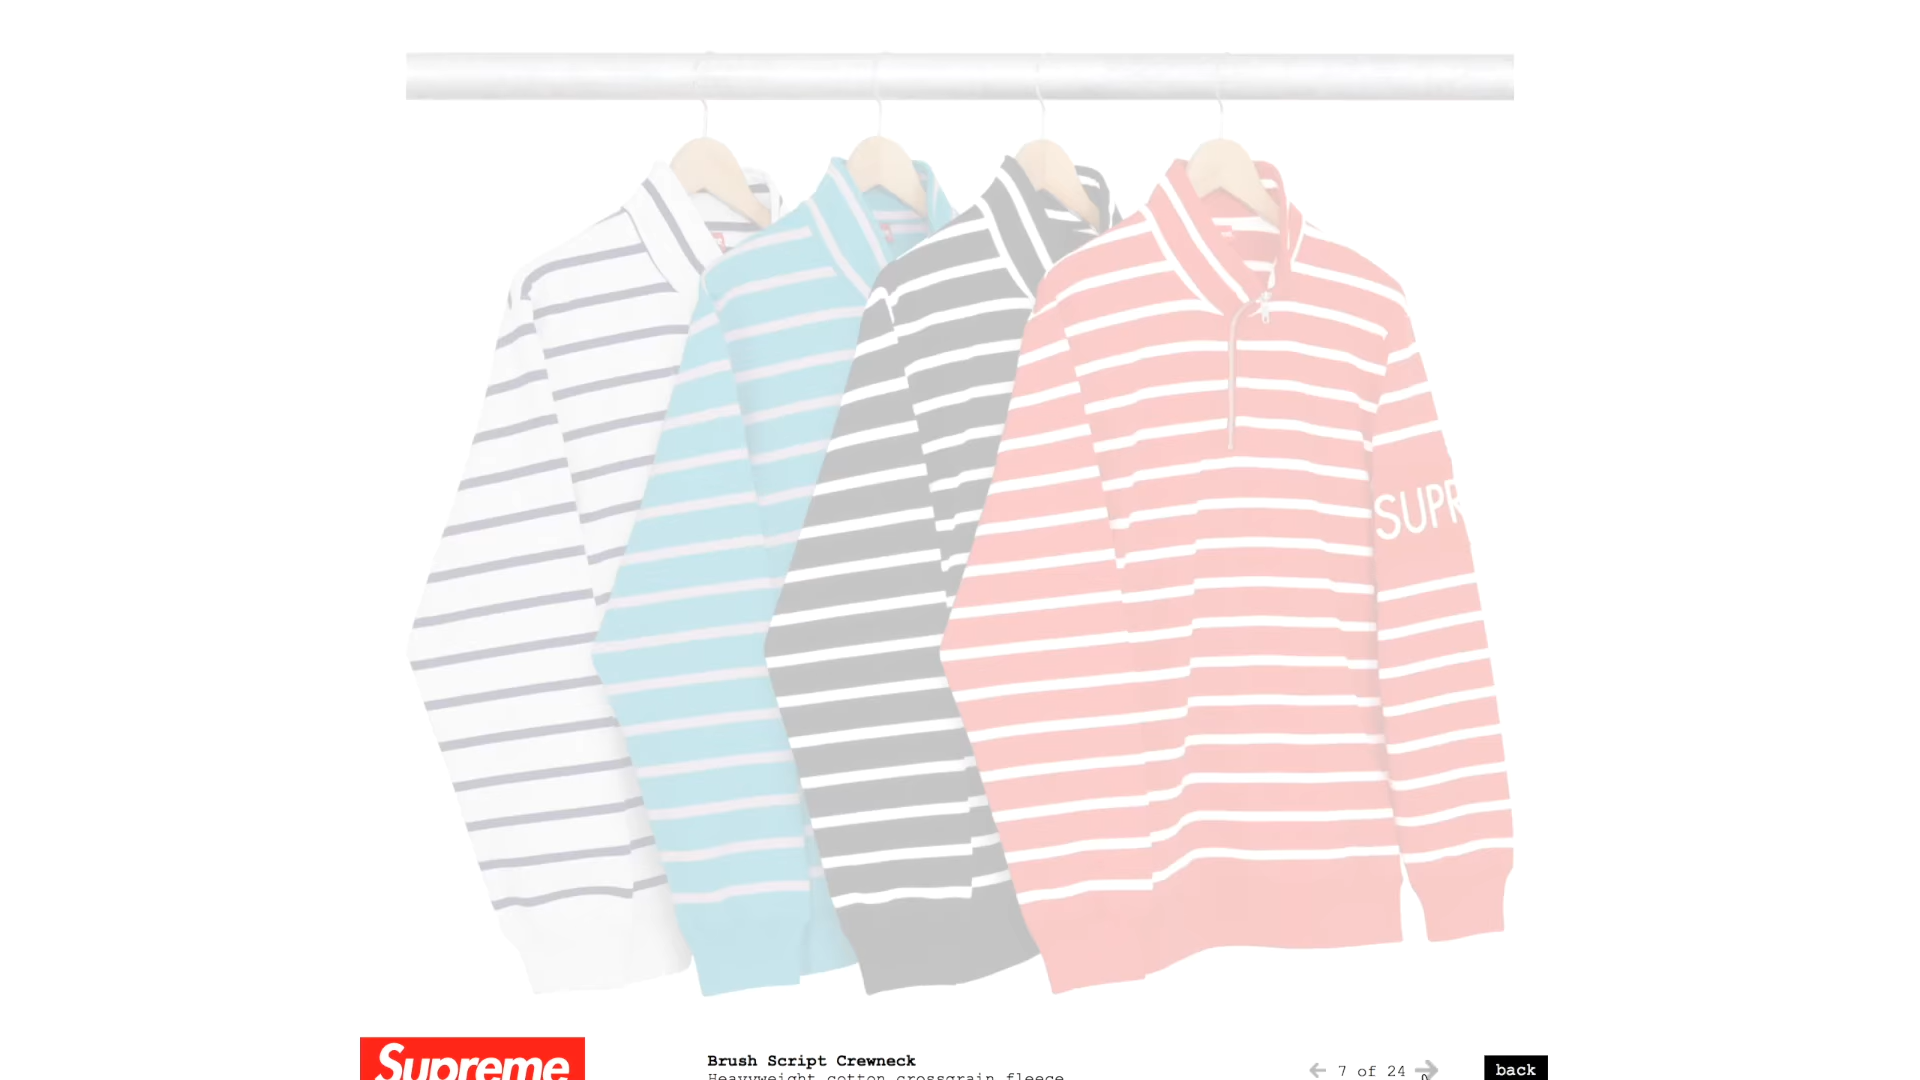 SUPR
Supreme
Brush Script Crewneck
Heavyweight cotton crossgrain fleece
7 of 24
back